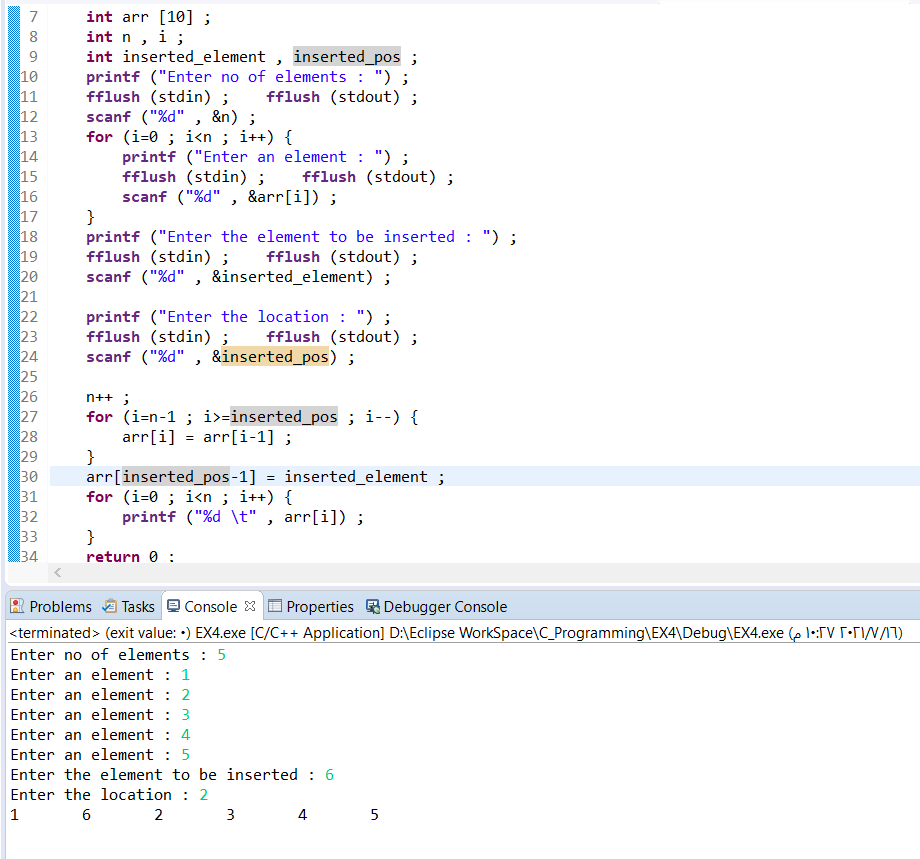 7 int arr [10] ;
8 int n , i ;
9 int inserted_element , inserted_pos ;
10 printf ("Enter no of elements : ") ;
11 fflush (stdin) ; fflush (stdout) ;
12 scanf ("%d" , &n) ;
13 for (i=0 ; i<n ; i++) {
14 printf ("Enter an element : ") ;
15 fflush (stdin) ; fflush (stdout) ;
16 scanf ("%d" , &arr[i]) ;
17 }
18 printf ("Enter the element to be inserted : ") ;
19 fflush (stdin) ; fflush (stdout) ;
20 scanf ("%d" , &inserted_element) ;
21
22 printf ("Enter the location : ") ;
23 fflush (stdin) ; fflush (stdout) ;
24 scanf ("%d" , &inserted_pos) ;
25
26 n++ ;
27 for (i=n-1 ; i>=inserted_pos ; i--) {
28 arr[i] = arr[i-1] ;
29 }
30 arr[inserted_pos-1] = inserted_element ;
31 for (i=0 ; i<n ; i++) {
32 printf ("%d \t" , arr[i]) ;
33 }
34 return 0 ;
Problems Tasks Console Properties Debugger Console
<terminated> (exit value: ٠) EX4.exe [C/C++ Application] D:\Eclipse WorkSpace\C_Programming\EX4\Debug\EX4.exe (م ١٠:٢٧ ٢٠٢١/٧/١٦)
Enter no of elements : 5
Enter an element : 1
Enter an element : 2
Enter an element : 3
Enter an element : 4
Enter an element : 5
Enter the element to be inserted : 6
Enter the location : 2
1 6 2 3 4 5